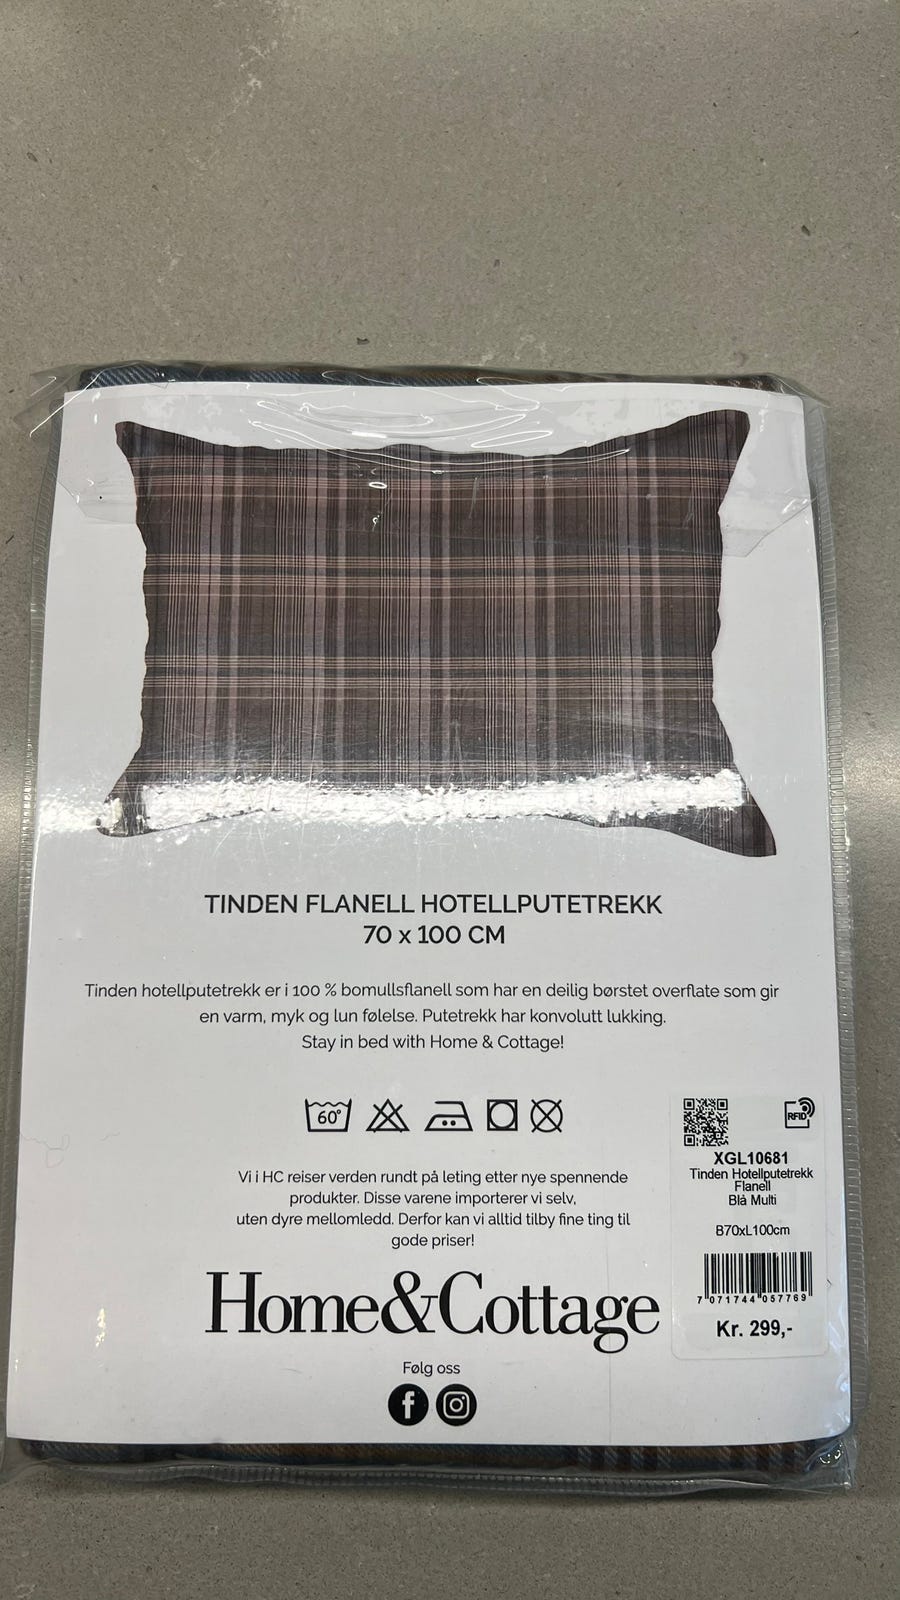 TINDEN FLANELL HOTELLPUTETREKK
70 x 100 CM
Tinden hotellputetrekk er i 100 % bomullsflanell som har en deilig børstet overflate som gir
en varm, myk og lun følelse. Putetrekk har konvolutt lukking.
Stay in bed with Home & Cottage!
60°
Vi i HC reiser verden rundt på leting etter nye spennende
produkter. Disse varene importerer vi selv,
uten dyre mellomledd. Derfor kan vi alltid tilby fine ting til
gode priser!
Home&Cottage
Følg oss
RFID
XGL10681
Tinden Hotellputetrekk
Flanell
Blå Multi
B70xL100cm
7 071744 057769
Kr. 299,-